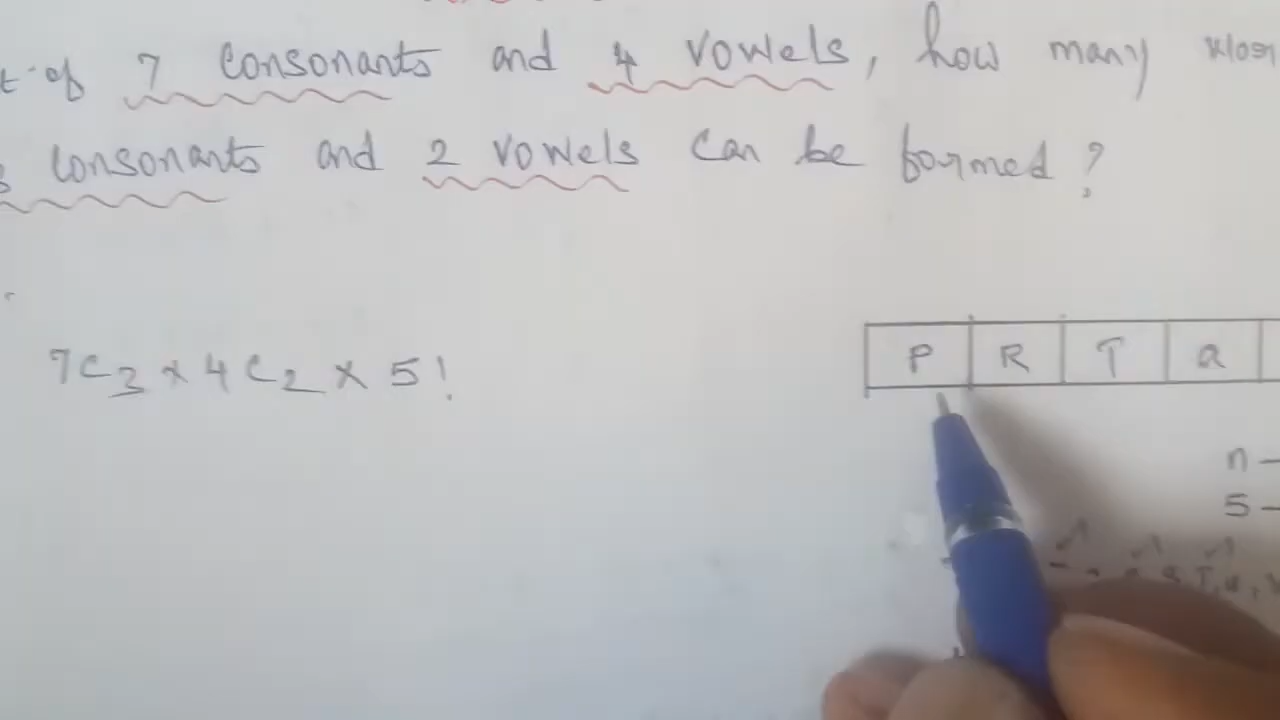 of 7 consonants and 4 vowels, how many
consonants and 2 vowels can be formed?
7C3 x 4C2 x 5!
P R T a
n -
5 -